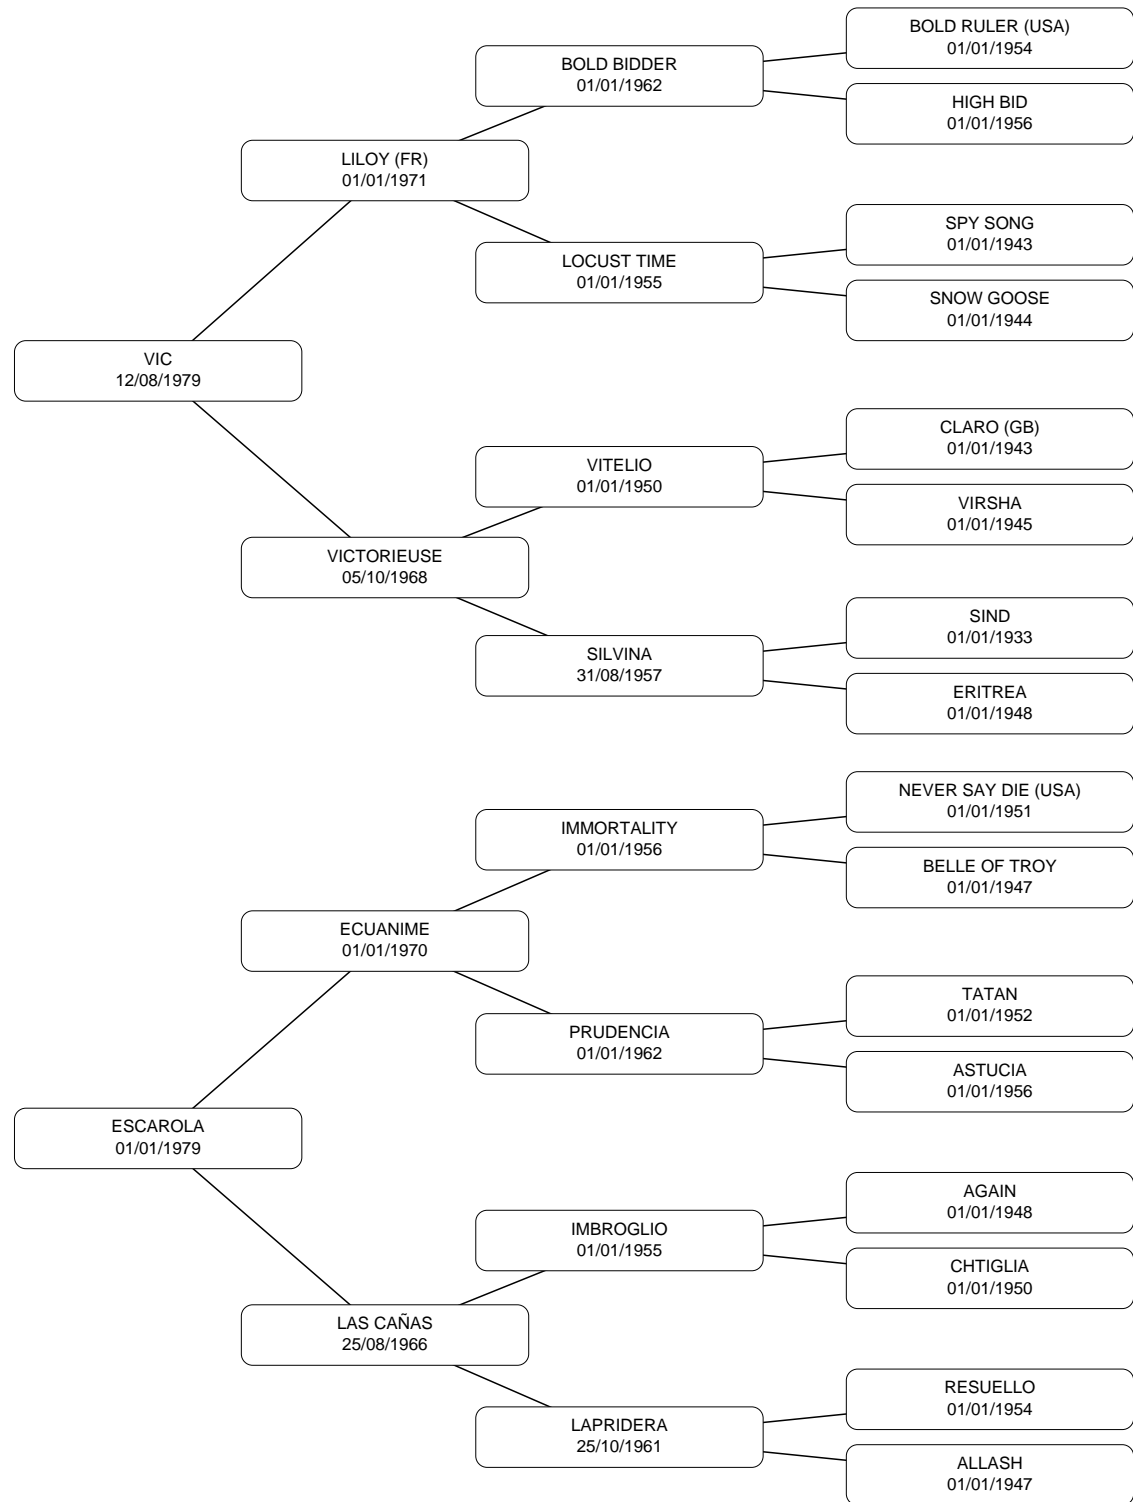 BOLD RULER (USA)
01/01/1954
BOLD BIDDER
01/01/1962
HIGH BID
01/01/1956
LILOY (FR)
01/01/1971
SPY SONG
01/01/1943
LOCUST TIME
01/01/1955
SNOW GOOSE
01/01/1944
VIC
12/08/1979
CLARO (GB)
01/01/1943
VITELIO
01/01/1950
VIRSHA
01/01/1945
VICTORIEUSE
05/10/1968
SIND
01/01/1933
SILVINA
31/08/1957
ERITREA
01/01/1948
NEVER SAY DIE (USA)
01/01/1951
IMMORTALITY
01/01/1956
BELLE OF TROY
01/01/1947
ECUANIME
01/01/1970
TATAN
01/01/1952
PRUDENCIA
01/01/1962
ASTUCIA
01/01/1956
ESCAROLA
01/01/1979
AGAIN
01/01/1948
IMBROGLIO
01/01/1955
CHTIGLIA
01/01/1950
LAS CAÑAS
25/08/1966
RESUELLO
01/01/1954
LAPRIDERA
25/10/1961
ALLASH
01/01/1947